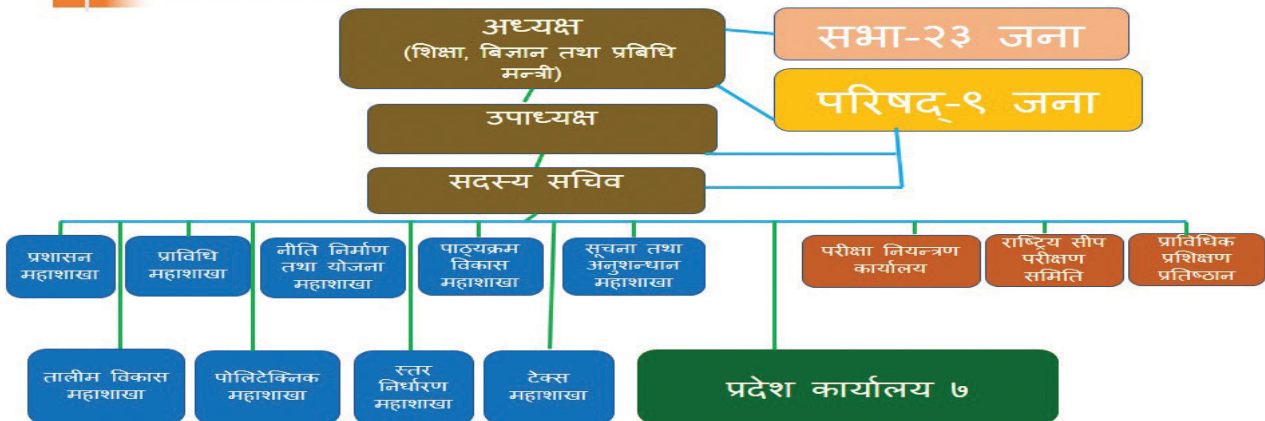 अध्यक्ष
(शिक्षा, बिज्ञान तथा प्रबिधि
मन्त्री)
सभा-२३ जना
परिषद्-९ जना
उपाध्यक्ष
सदस्य सचिव
प्रशासन
महाशाखा
प्राविधि
महाशाखा
नीति निर्माण
तथा योजना
महाशाखा
पाठ्यक्रम
विकास
महाशाखा
सूचना तथा
अनुशन्धान
महाशाखा
परीक्षा नियन्त्रण
कार्यालय
राष्ट्रिय सीप
परीक्षण
समिति
प्राविधिक
प्रशिक्षण
प्रतिष्ठान
तालीम विकास
महाशाखा
पोलिटेक्निक
महाशाखा
स्तर
निर्धारण
महाशाखा
टेक्स
महाशाखा
प्रदेश कार्यालय ७